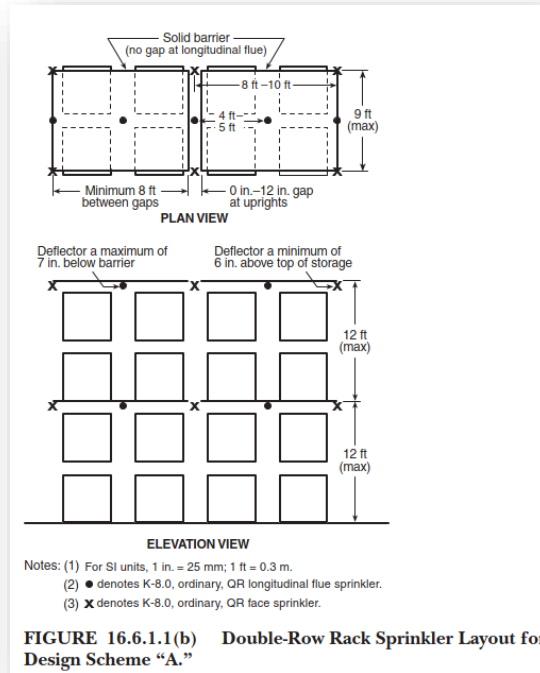 Solid barrier
(no gap at longitudinal flue)
8 ft –10 ft
4 ft–
5 ft
9 ft
(max)
Minimum 8 ft
between gaps
0 in.–12 in. gap
at uprights
PLAN VIEW
Deflector a maximum of
7 in. below barrier
Deflector a minimum of
6 in. above top of storage
x x x
12 ft
(max)
x x x
12 ft
(max)
ELEVATION VIEW
Notes: (1) For SI units, 1 in. = 25 mm; 1 ft = 0.3 m.
(2) ● denotes K-8.0, ordinary, QR longitudinal flue sprinkler.
(3) x denotes K-8.0, ordinary, QR face sprinkler.
FIGURE 16.6.1.1(b) Double-Row Rack Sprinkler Layout for
Design Scheme “A.”